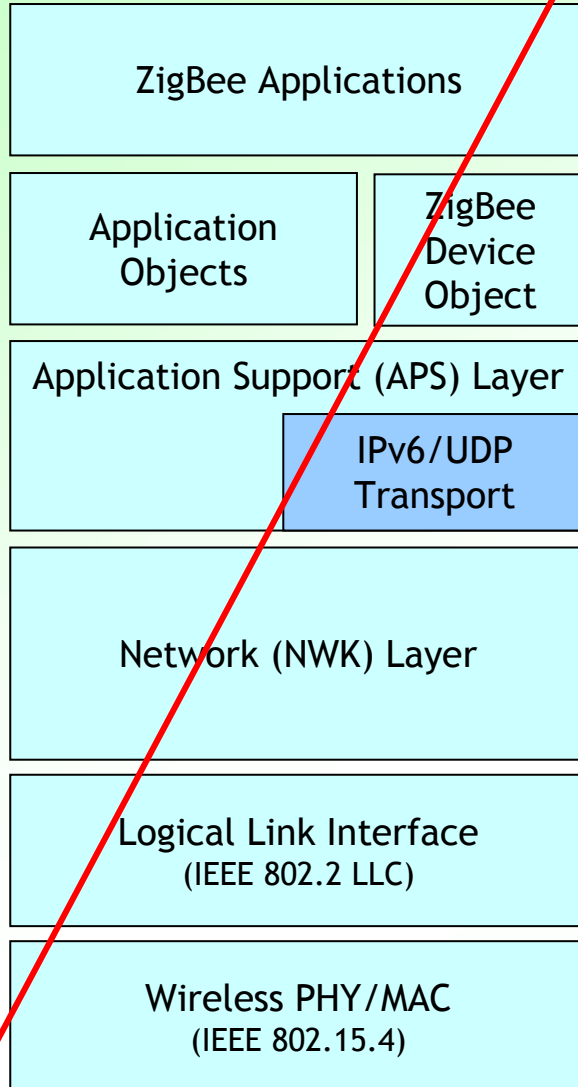 ZigBee Applications
Application
Objects
ZigBee
Device
Object
Application Support (APS) Layer
IPv6/UDP
Transport
Network (NWK) Layer
Logical Link Interface
(IEEE 802.2 LLC)
Wireless PHY/MAC
(IEEE 802.15.4)